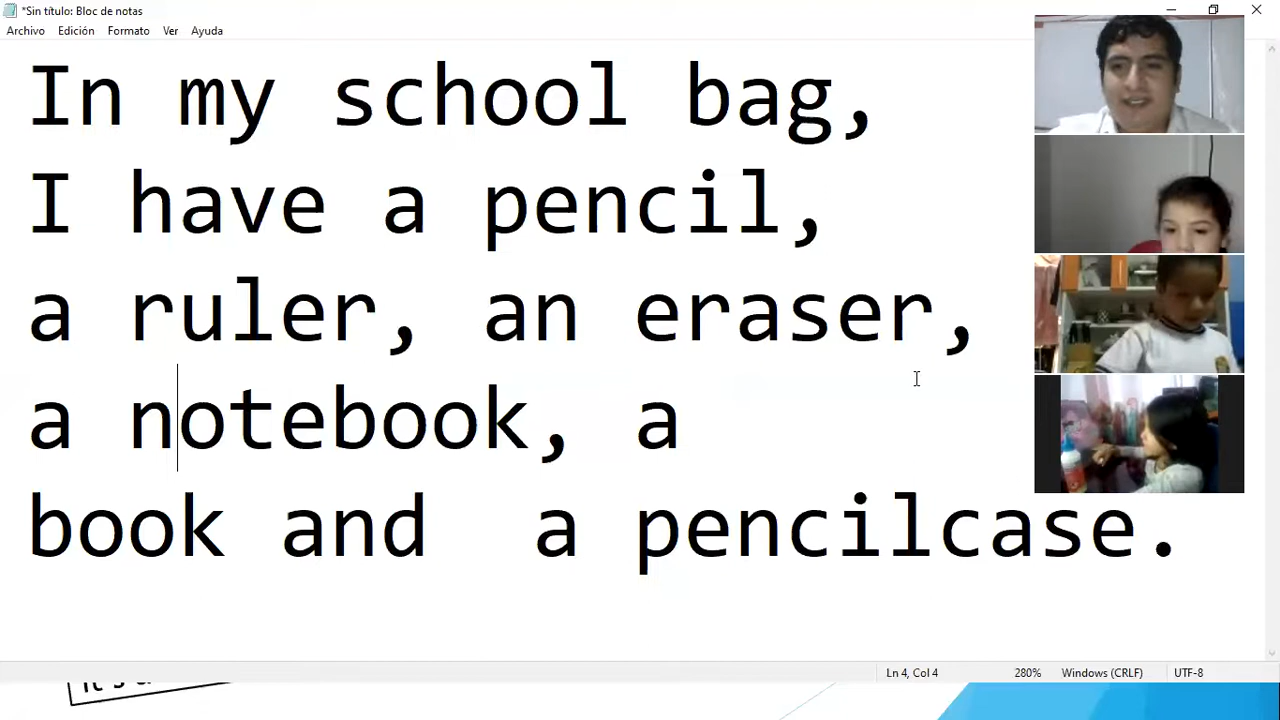 *Sin título: Bloc de notas
Archivo Edición Formato Ver Ayuda
In my school bag,
I have a pencil,
a ruler, an eraser,
a notebook, a
book and  a pencilcase.
Ln 4, Col 4 280% Windows (CRLF) UTF-8